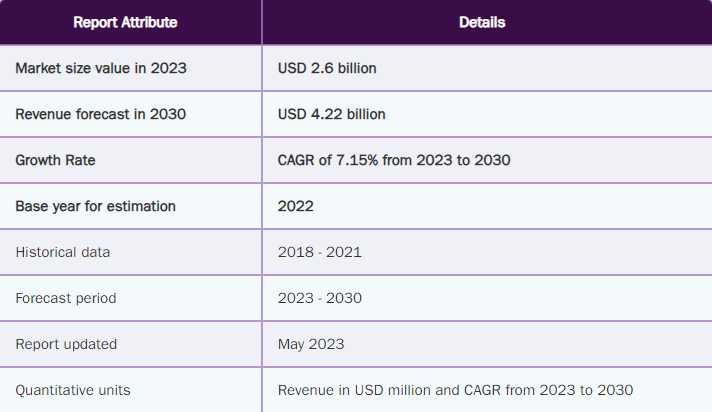 Report Attribute Details
Market size value in 2023 USD 2.6 billion
Revenue forecast in 2030 USD 4.22 billion
Growth Rate CAGR of 7.15% from 2023 to 2030
Base year for estimation 2022
Historical data 2018 - 2021
Forecast period 2023 - 2030
Report updated May 2023
Quantitative units Revenue in USD million and CAGR from 2023 to 2030